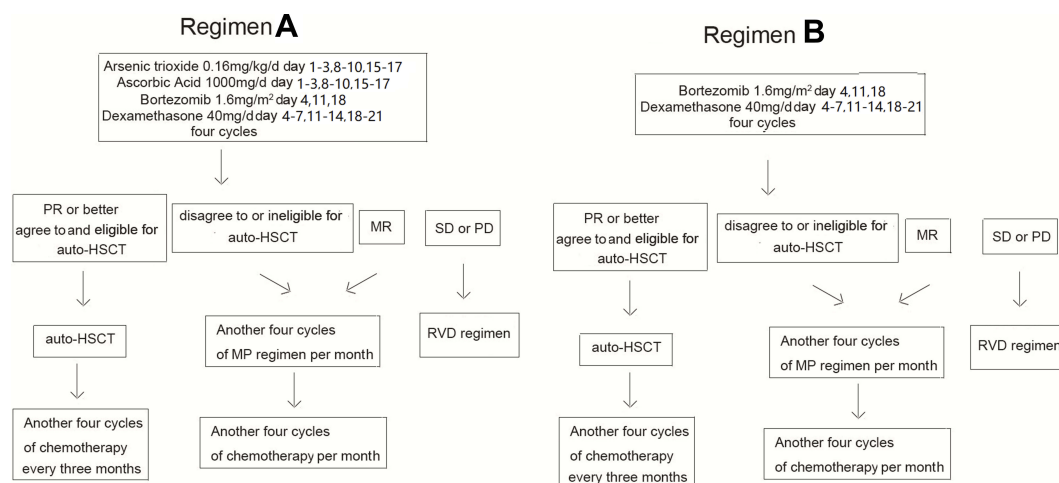 Regimen A
Arsenic trioxide 0.16mg/kg/d day 1-3,8-10,15-17
Ascorbic Acid 1000mg/d day 1-3,8-10,15-17
Bortezomib 1.6mg/m² day 4,11,18
Dexamethasone 40mg/d day 4-7,11-14,18-21
four cycles
PR or better
agree to and eligible for
auto-HSCT
disagree to or ineligible for
auto-HSCT
MR
SD or PD
auto-HSCT
Another four cycles
of MP regimen per month
RVD regimen
Another four cycles
of chemotherapy
every three months
Another four cycles
of chemotherapy per month
Regimen B
Bortezomib 1.6mg/m² day 4,11,18
Dexamethasone 40mg/d day 4-7,11-14,18-21
four cycles
PR or better
agree to and eligible for
auto-HSCT
disagree to or ineligible for
auto-HSCT
MR
SD or PD
auto-HSCT
Another four cycles
of MP regimen per month
RVD regimen
Another four cycles
of chemotherapy
every three months
Another four cycles
of chemotherapy per month